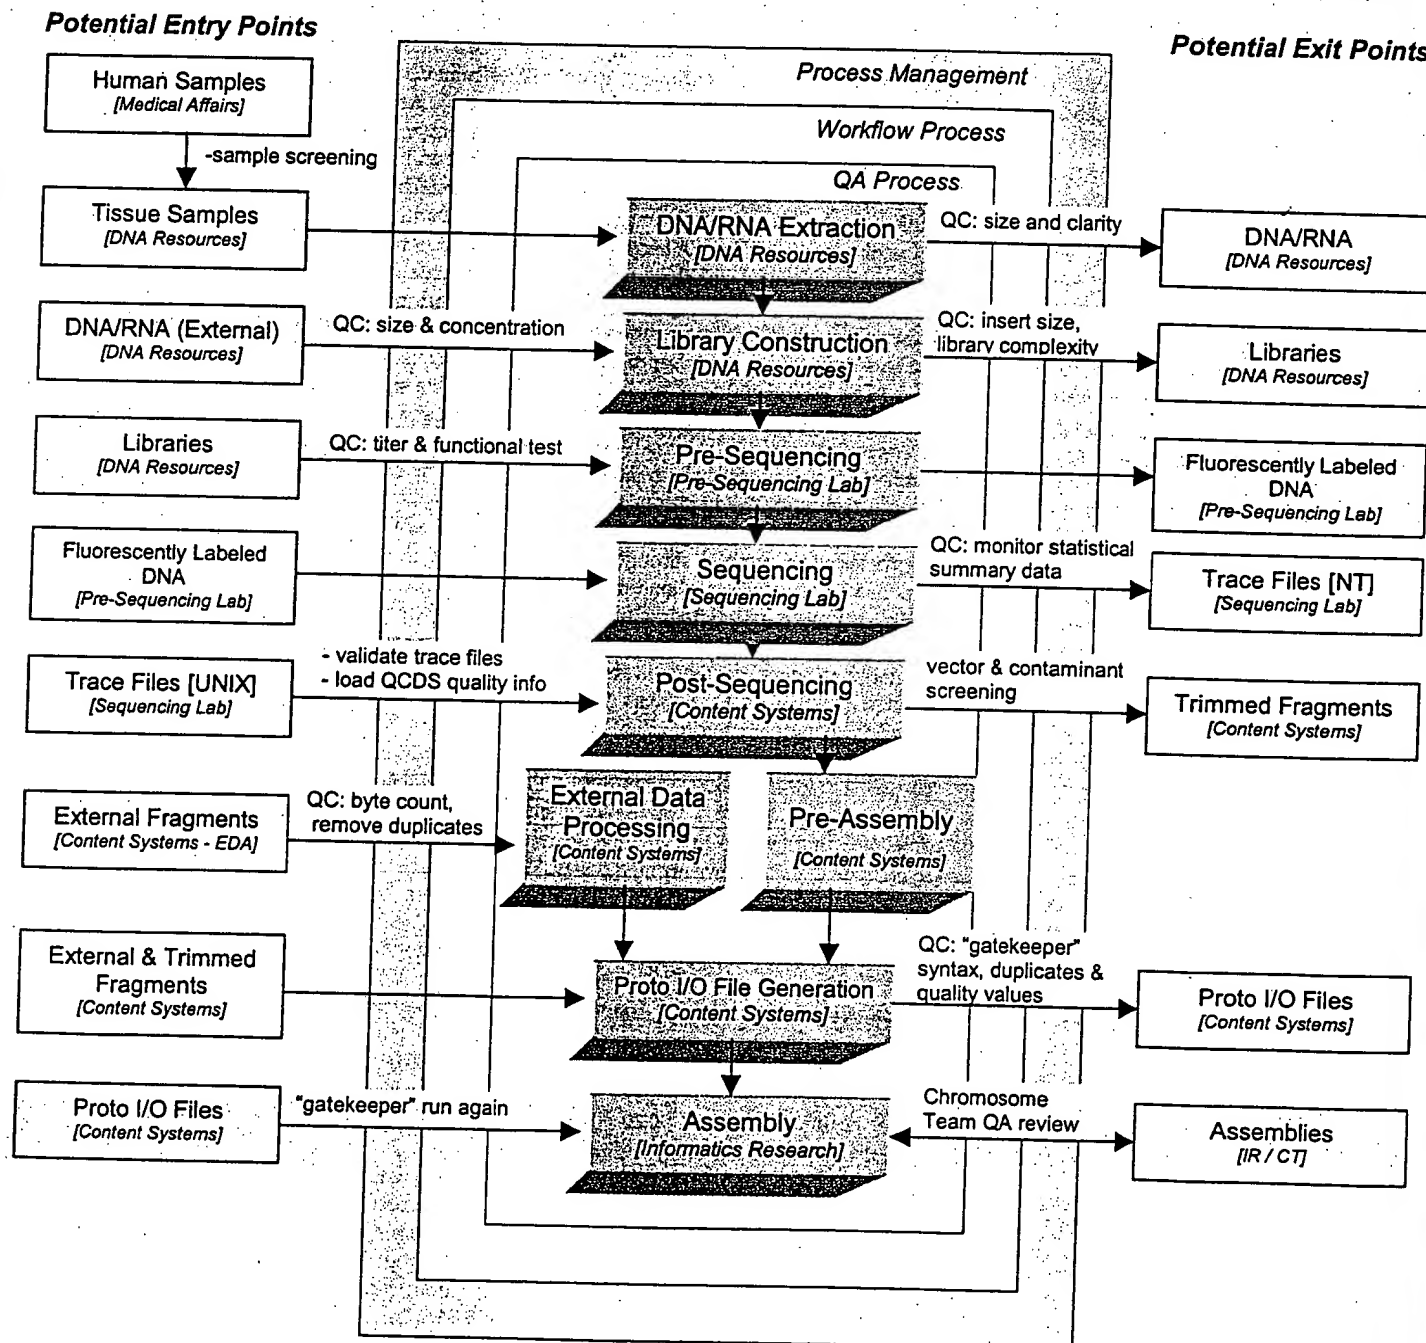 Potential Entry Points
Potential Exit Points
Process Management
Workflow Process
QA Process
Human Samples
[Medical Affairs]
-sample screening
Tissue Samples
[DNA Resources]
DNA/RNA Extraction
[DNA Resources]
QC: size and clarity
DNA/RNA
[DNA Resources]
DNA/RNA (External)
[DNA Resources]
QC: size & concentration
Library Construction
[DNA Resources]
QC: insert size,
library complexity
Libraries
[DNA Resources]
Libraries
[DNA Resources]
QC: titer & functional test
Pre-Sequencing
[Pre-Sequencing Lab]
Fluorescently Labeled
DNA
[Pre-Sequencing Lab]
Fluorescently Labeled
DNA
[Pre-Sequencing Lab]
Sequencing
[Sequencing Lab]
QC: monitor statistical
summary data
Trace Files [NT]
[Sequencing Lab]
Trace Files [UNIX]
[Sequencing Lab]
- validate trace files
- load QCDS quality info
Post-Sequencing
[Content Systems]
vector & contaminant
screening
Trimmed Fragments
[Content Systems]
External Fragments
[Content Systems - EDA]
QC: byte count,
remove duplicates
External Data
Processing
[Content Systems]
Pre-Assembly
[Content Systems]
External & Trimmed
Fragments
[Content Systems]
Proto I/O File Generation
[Content Systems]
QC: "gatekeeper"
syntax, duplicates &
quality values
Proto I/O Files
[Content Systems]
Proto I/O Files
[Content Systems]
"gatekeeper" run again
Assembly
[Informatics Research]
Chromosome
Team QA review
Assemblies
[IR / CT]